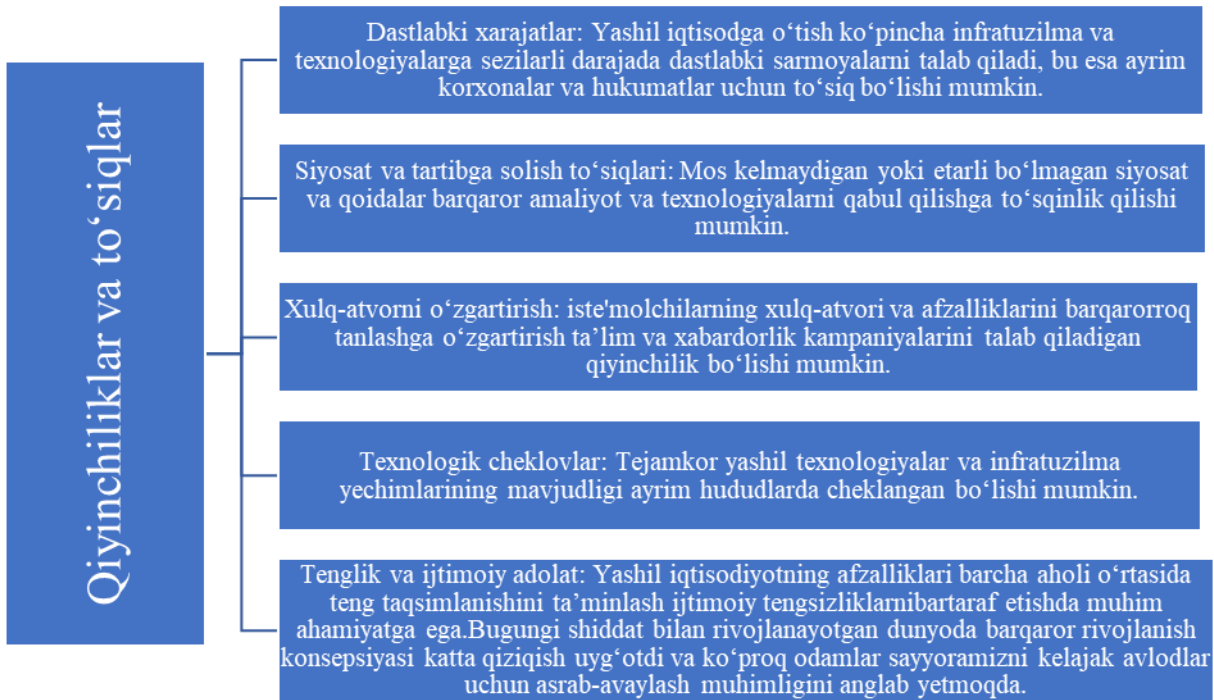 Qiyinchiliklar va to‘siqlar
Dastlabki xarajatlar: Yashil iqtisodga o‘tish ko‘pincha infratuzilma va
texnologiyalarga sezilarli darajada dastlabki sarmoyalarni talab qiladi, bu esa ayrim
korxonalar va hukumatlar uchun to‘siq bo‘lishi mumkin.
Siyosat va tartibga solish to‘siqlari: Mos kelmaydigan yoki etarli bo‘lmagan siyosat
va qoidalar barqaror amaliyot va texnologiyalarni qabul qilishga to‘sqinlik qilishi
mumkin.
Xulq-atvorni o‘zgartirish: iste'molchilarning xulq-atvori va afzalliklarini barqarorroq
tanlashga o‘zgartirish ta’lim va xabardorlik kampaniyalarini talab qiladigan
qiyinchilik bo‘lishi mumkin.
Texnologik cheklovlar: Tejamkor yashil texnologiyalar va infratuzilma
yechimlarining mavjudligi ayrim hududlarda cheklangan bo‘lishi mumkin.
Tenglik va ijtimoiy adolat: Yashil iqtisodiyotning afzalliklari barcha aholi o‘rtasida
teng taqsimlanishini ta’minlash ijtimoiy tengsizliklarnibartaraf etishda muhim
ahamiyatga ega.Bugungi shiddat bilan rivojlanayotgan dunyoda barqaror rivojlanish
konsepsiyasi katta qiziqish uyg‘otdi va ko‘proq odamlar sayyoramizni kelajak avlodlar
uchun asrab-avaylash muhimligini anglab yetmoqda.